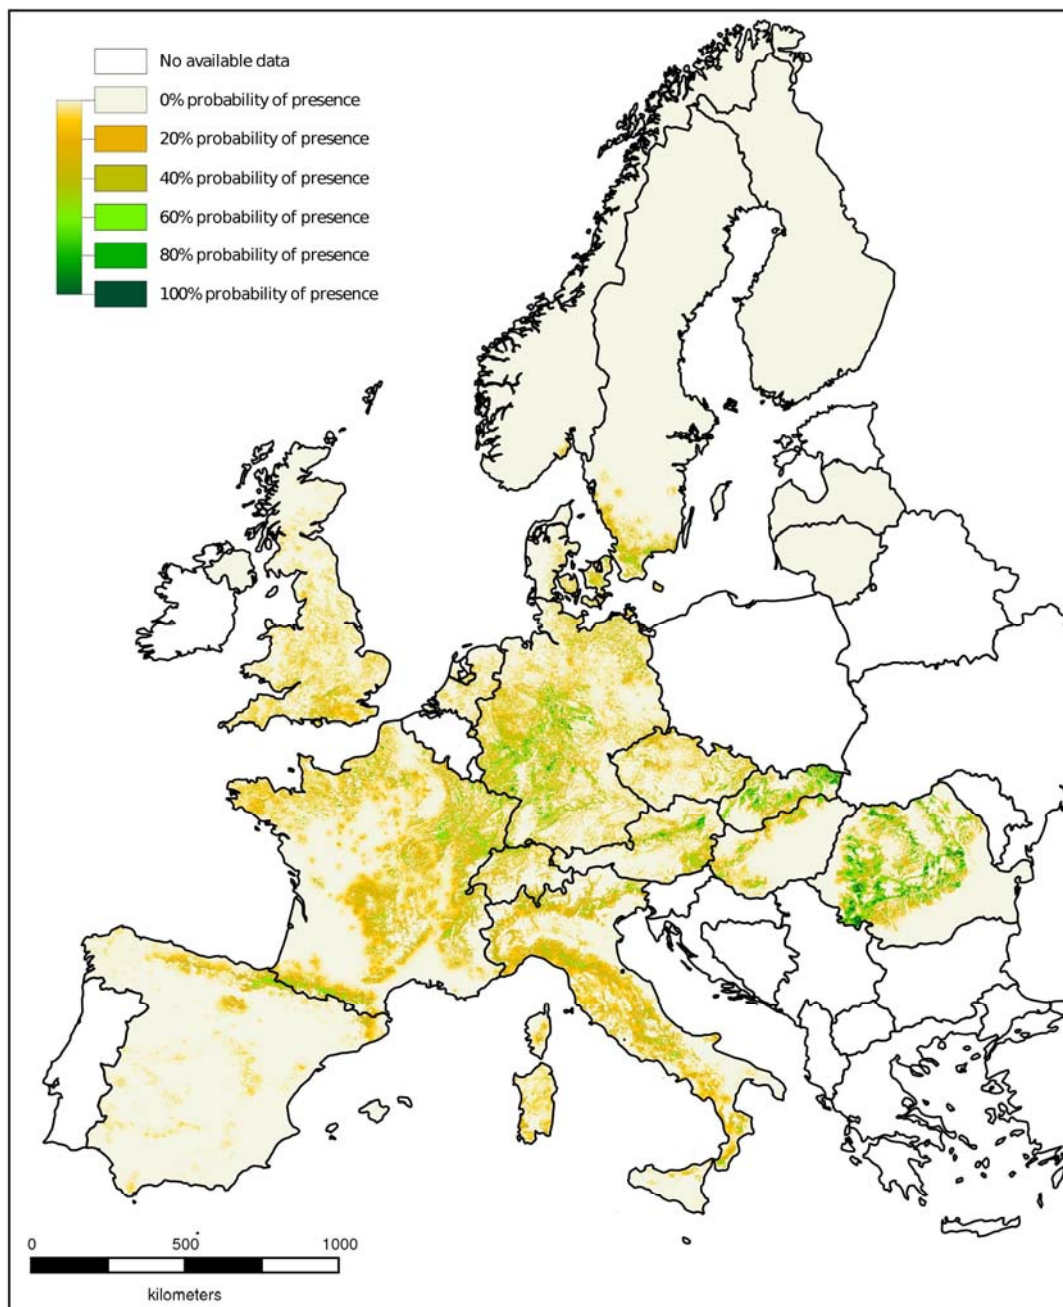 No available data
0% probability of presence
20% probability of presence
40% probability of presence
60% probability of presence
80% probability of presence
100% probability of presence
0 500 1000
kilometers